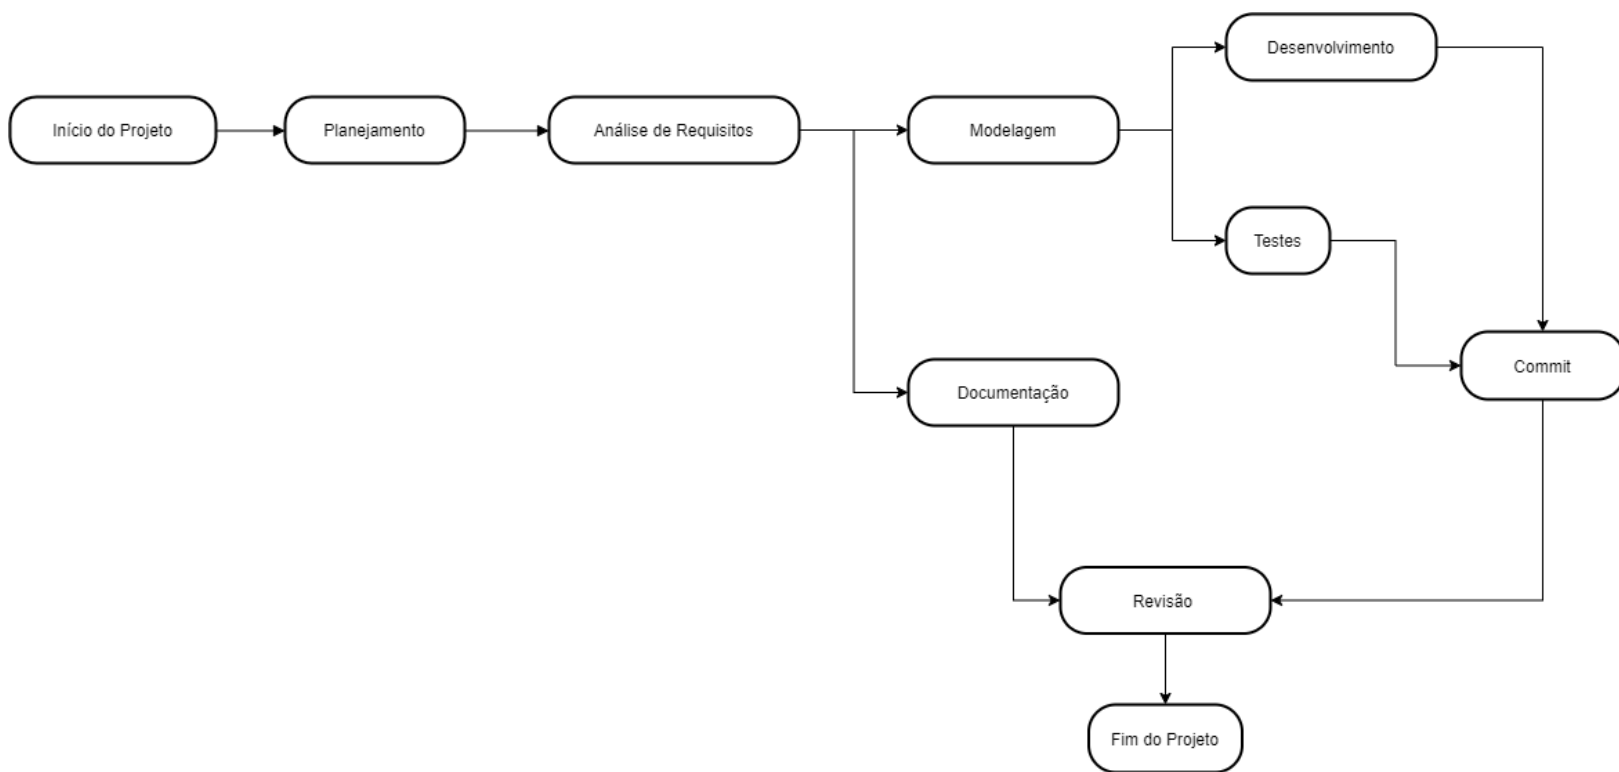 Início do Projeto
Planejamento
Análise de Requisitos
Modelagem
Desenvolvimento
Testes
Commit
Documentação
Revisão
Fim do Projeto